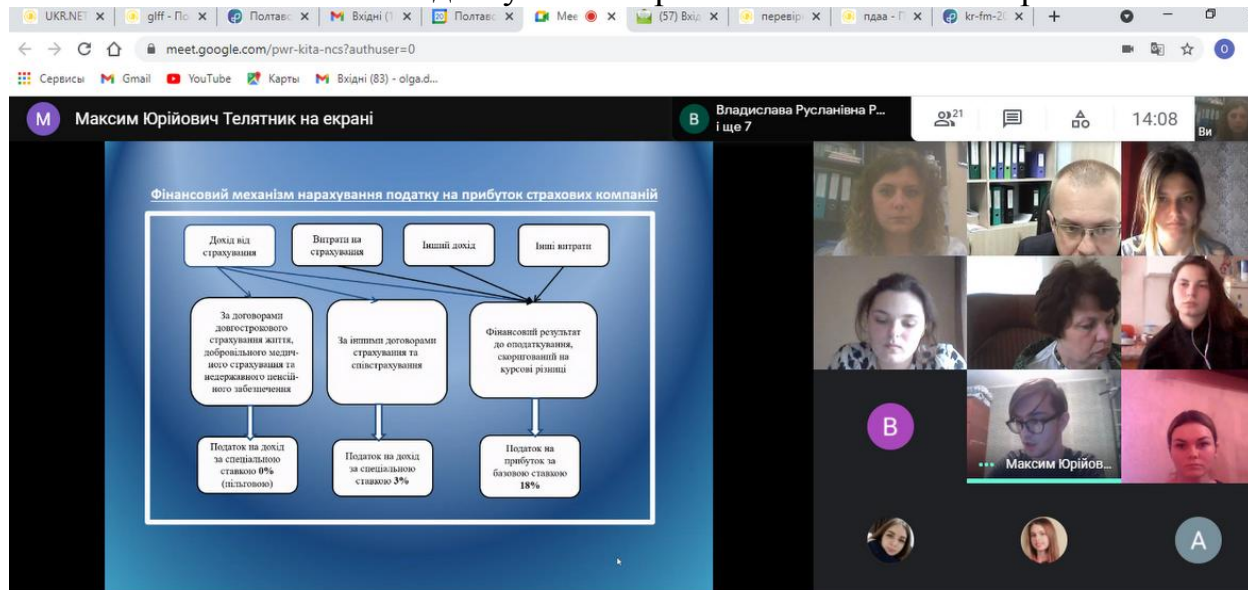 UKR.NET
glff - По
Полтавс
Вхідні (1
Полтавс
Mee
(57) Вхід
перевір
пдаа - П
kr-fm-20
meet.google.com/pwr-kita-ncs?authuser=0
Сервисы
Gmail
YouTube
Карты
Вхідні (83) - olga.d...
О
М
Максим Юрійович Телятник на екрані
В
Владислава Русланівна Р...
і ще 7
21
14:08
Ви
Фінансовий механізм нарахування податку на прибуток страхових компаній
Дохід від
страхування
Витрати на
страхування
Інший дохід
Інші витрати
За договорами
довгострокового
страхування життя,
добровільного медич-
ного страхування та
недержавного пенсій-
ного забезпечення
За іншими договорами
страхування та
співстрахування
Фінансовий результат
до оподаткування,
скоригований на
курсові різниці
Податок на дохід
за спеціальною
ставкою 0%
(пільговою)
Податок на дохід
за спеціальною
ставкою 3%
Податок на
прибуток за
базовою ставкою
18%
В
Максим Юрійов...
А